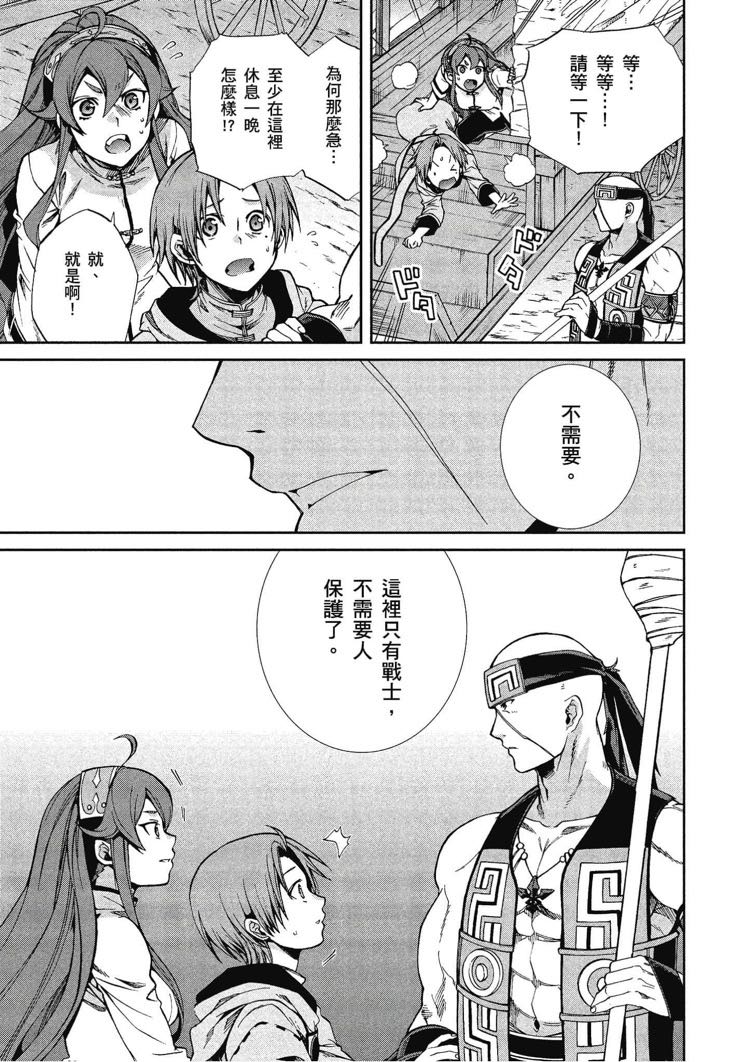 等…
等等…！
請等一下！
ドタ
ドタ
為何那麼急…
至少在這裡
休息一晚
怎麼樣!?
就、
就是啊！
不需要。
這裡只有戰士，
不需要人
保護了。